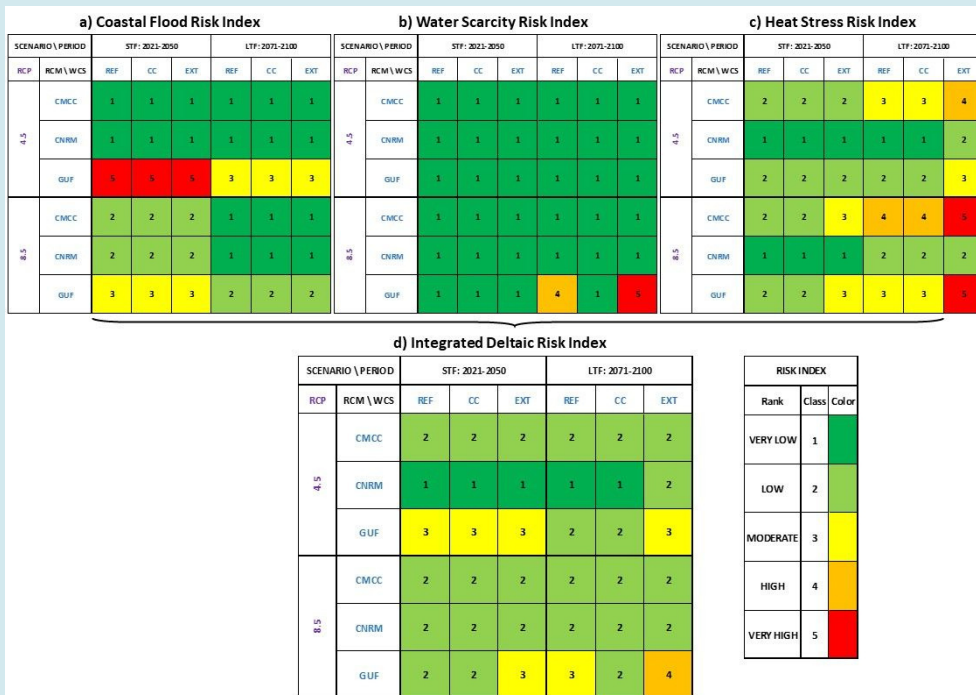 a) Coastal Flood Risk Index
SCENARIO \ PERIOD STF: 2021-2050 LTF: 2071-2100
RCP RCM \ WCS REF CC EXT REF CC EXT
4.5
CMCC 1 1 1 1 1 1
CNRM 1 1 1 1 1 1
GUF 5 5 5 3 3 3
8.5
CMCC 2 2 2 1 1 1
CNRM 2 2 2 1 1 1
GUF 3 3 3 2 2 2
b) Water Scarcity Risk Index
SCENARIO \ PERIOD STF: 2021-2050 LTF: 2071-2100
RCP RCM \ WCS REF CC EXT REF CC EXT
4.5
CMCC 1 1 1 1 1 1
CNRM 1 1 1 1 1 1
GUF 1 1 1 1 1 1
8.5
CMCC 1 1 1 1 1 1
CNRM 1 1 1 1 1 1
GUF 1 1 1 4 1 5
c) Heat Stress Risk Index
SCENARIO \ PERIOD STF: 2021-2050 LTF: 2071-2100
RCP RCM \ WCS REF CC EXT REF CC EXT
4.5
CMCC 2 2 2 3 3 4
CNRM 1 1 1 1 1 2
GUF 2 2 2 2 2 3
8.5
CMCC 2 2 3 4 4 5
CNRM 1 1 1 2 2 2
GUF 2 2 3 3 3 5
d) Integrated Deltaic Risk Index
SCENARIO \ PERIOD STF: 2021-2050 LTF: 2071-2100
RCP RCM \ WCS REF CC EXT REF CC EXT
4.5
CMCC 2 2 2 2 2 2
CNRM 1 1 1 1 1 2
GUF 3 3 3 2 2 3
8.5
CMCC 2 2 2 2 2 2
CNRM 2 2 2 2 2 2
GUF 2 2 3 3 2 4
RISK INDEX
Rank Class Color
VERY LOW 1
LOW 2
MODERATE 3
HIGH 4
VERY HIGH 5